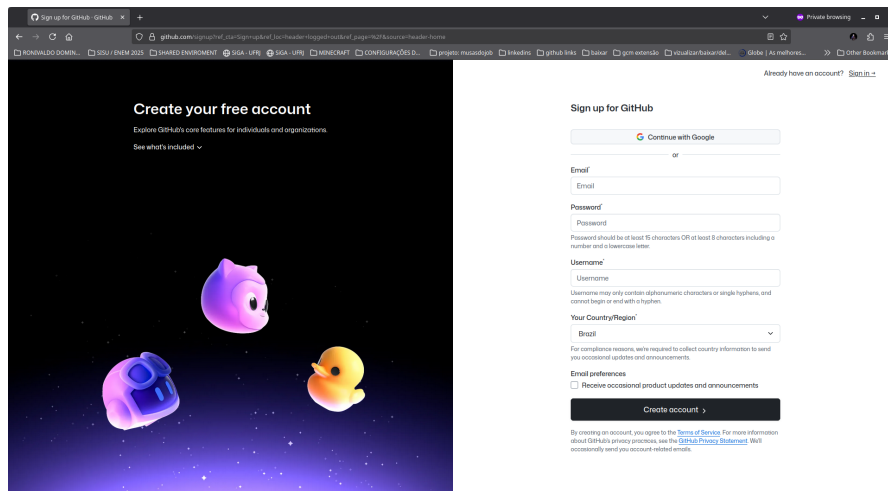 Sign up for GitHub · GitHub
Private browsing
github.com/signup?ref_cta=Sign+up&ref_loc=header+logged+out&ref_page=%2F&source=header-home
RONIVALDO DOMIN...
SISU / ENEM 2025
SHARED ENVIROMENT
SIGA - UFRJ
SIGA - UFRJ
MINECRAFT
CONFIGURAÇÕES D...
projeto: musasdojob
linkedins
github links
baixar
gcm extensão
vizualizar/baixar/del...
Globe | As melhores...
Other Bookmar
Already have an account? Sign in →
Create your free account
Explore GitHub's core features for individuals and organizations.
See what's included
Sign up for GitHub
Continue with Google
or
Email*
Email
Password*
Password
Password should be at least 15 characters OR at least 8 characters including a
number and a lowercase letter.
Username*
Username
Username may only contain alphanumeric characters or single hyphens, and
cannot begin or end with a hyphen.
Your Country/Region*
Brazil
For compliance reasons, we're required to collect country information to send
you occasional updates and announcements.
Email preferences
Receive occasional product updates and announcements
Create account
By creating an account, you agree to the Terms of Service. For more information
about GitHub's privacy practices, see the GitHub Privacy Statement. We'll
occasionally send you account-related emails.